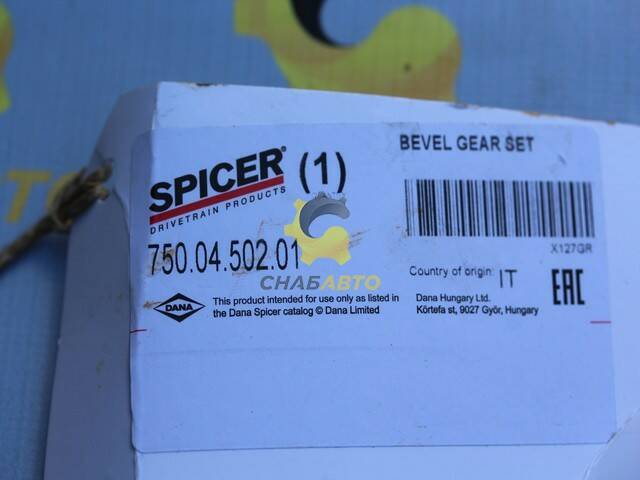 SPICER®
DRIVETRAIN PRODUCTS
(1)
BEVEL GEAR SET
X127GR
750.04.502.01
СНАБАВТО
Country of origin: IT
DANA
This product intended for use only as listed in
the Dana Spicer catalog © Dana Limited
Dana Hungary Ltd.
Körtefa st, 9027 Győr, Hungary
EAC